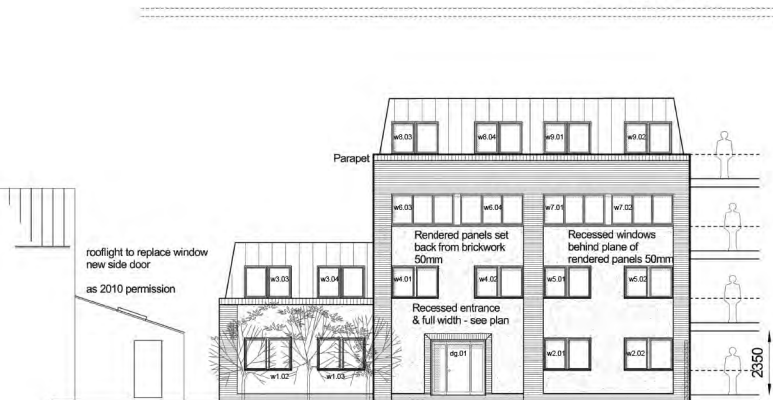 w8.03
w8.04
w9.01
w9.02
Parapet
w6.03
w6.04
w7.01
w7.02
Rendered panels set
back from brickwork
50mm
Recessed windows
behind plane of
rendered panels 50mm
rooflight to replace window
new side door
as 2010 permission
w3.03
w3.04
w4.01
w4.02
w5.01
w5.02
Recessed entrance
& full width - see plan
dg.01
w2.01
w2.02
w1.02
w1.03
2350